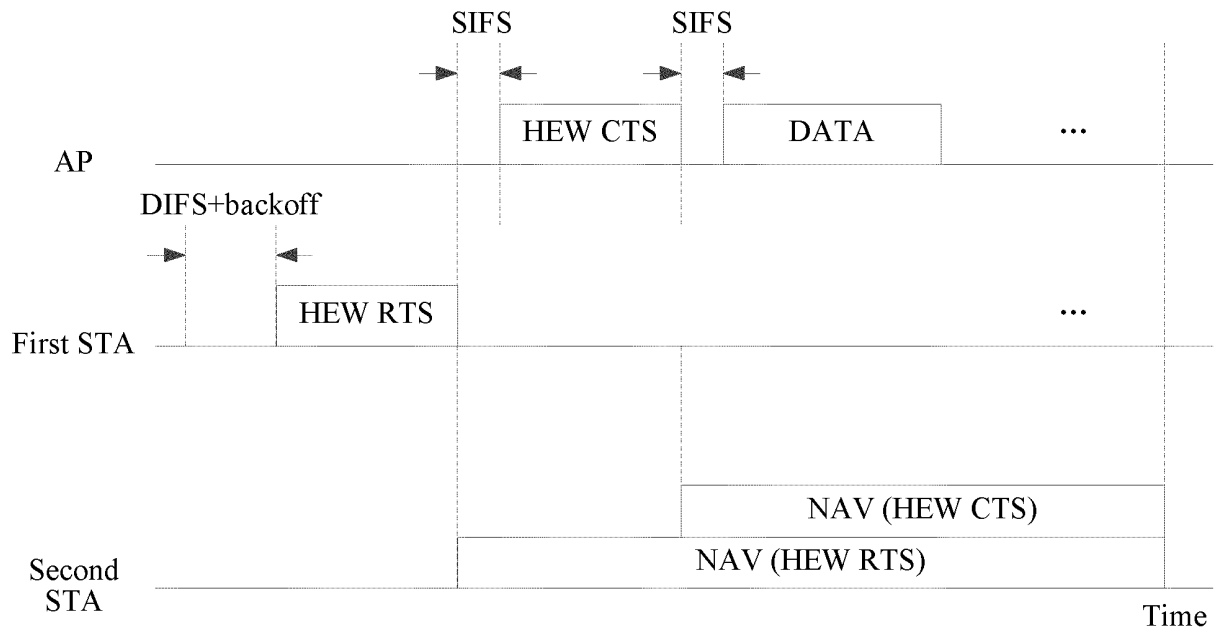 SIFS
SIFS
HEW CTS
DATA
...
AP
DIFS+backoff
HEW RTS
...
First STA
NAV (HEW CTS)
NAV (HEW RTS)
Second
STA
Time